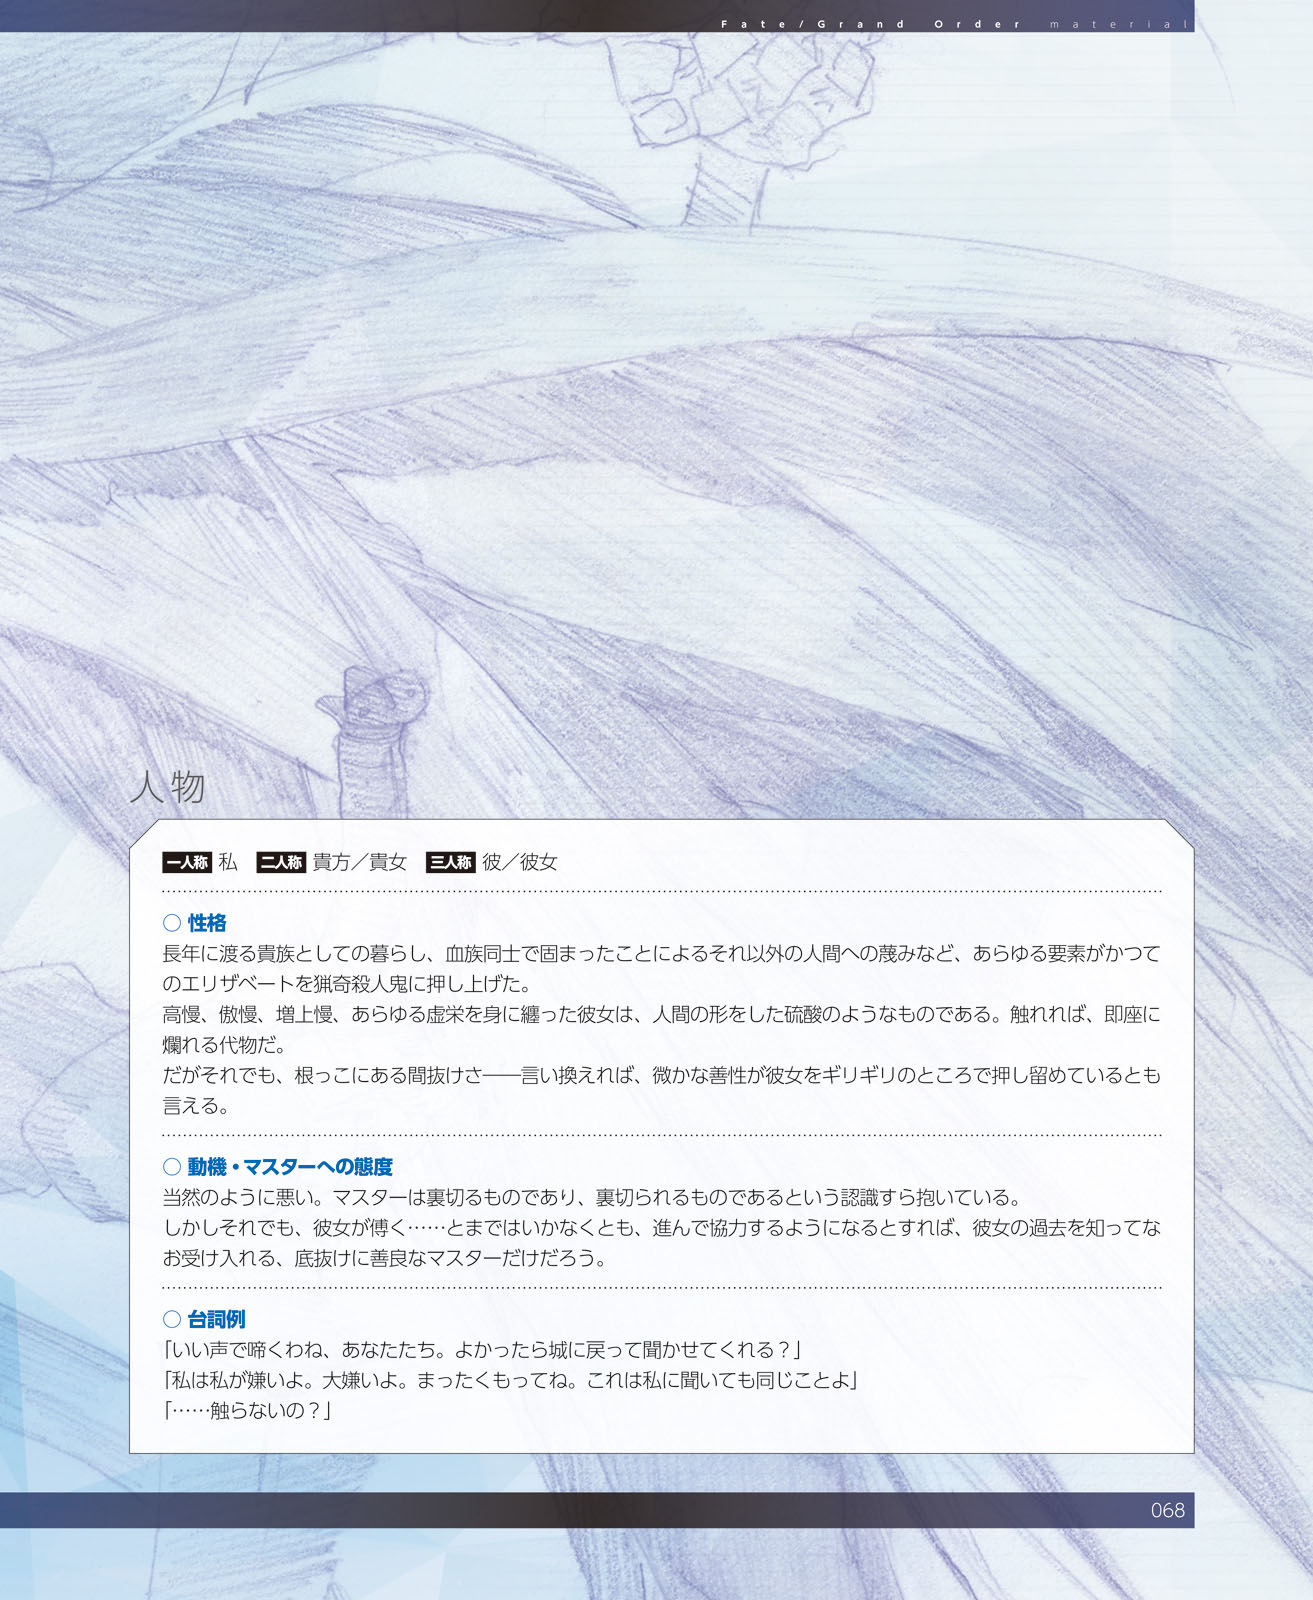 Fate/Grand Order material
人物
一人称 私 二人称 貴方／貴女 三人称 彼／彼女
○ 性格
長年に渡る貴族としての暮らし、血族同士で固まったことによるそれ以外の人間への蔑みなど、あらゆる要素がかつて
のエリザベートを猟奇殺人鬼に押し上げた。
高慢、傲慢、増上慢、あらゆる虚栄を身に纏った彼女は、人間の形をした硫酸のようなものである。触れれば、即座に
爛れる代物だ。
だがそれでも、根っこにある間抜けさ――言い換えれば、微かな善性が彼女をギリギリのところで押し留めているとも
言える。
○ 動機・マスターへの態度
当然のように悪い。マスターは裏切るものであり、裏切られるものであるという認識すら抱いている。
しかしそれでも、彼女が傅く……とまではいかなくとも、進んで協力するようになるとすれば、彼女の過去を知ってな
お受け入れる、底抜けに善良なマスターだけだろう。
○ 台詞例
「いい声で啼くわね、あなたたち。よかったら城に戻って聞かせてくれる？」
「私は私が嫌いよ。大嫌いよ。まったくもってね。これは私に聞いても同じことよ」
「……触らないの？」
068